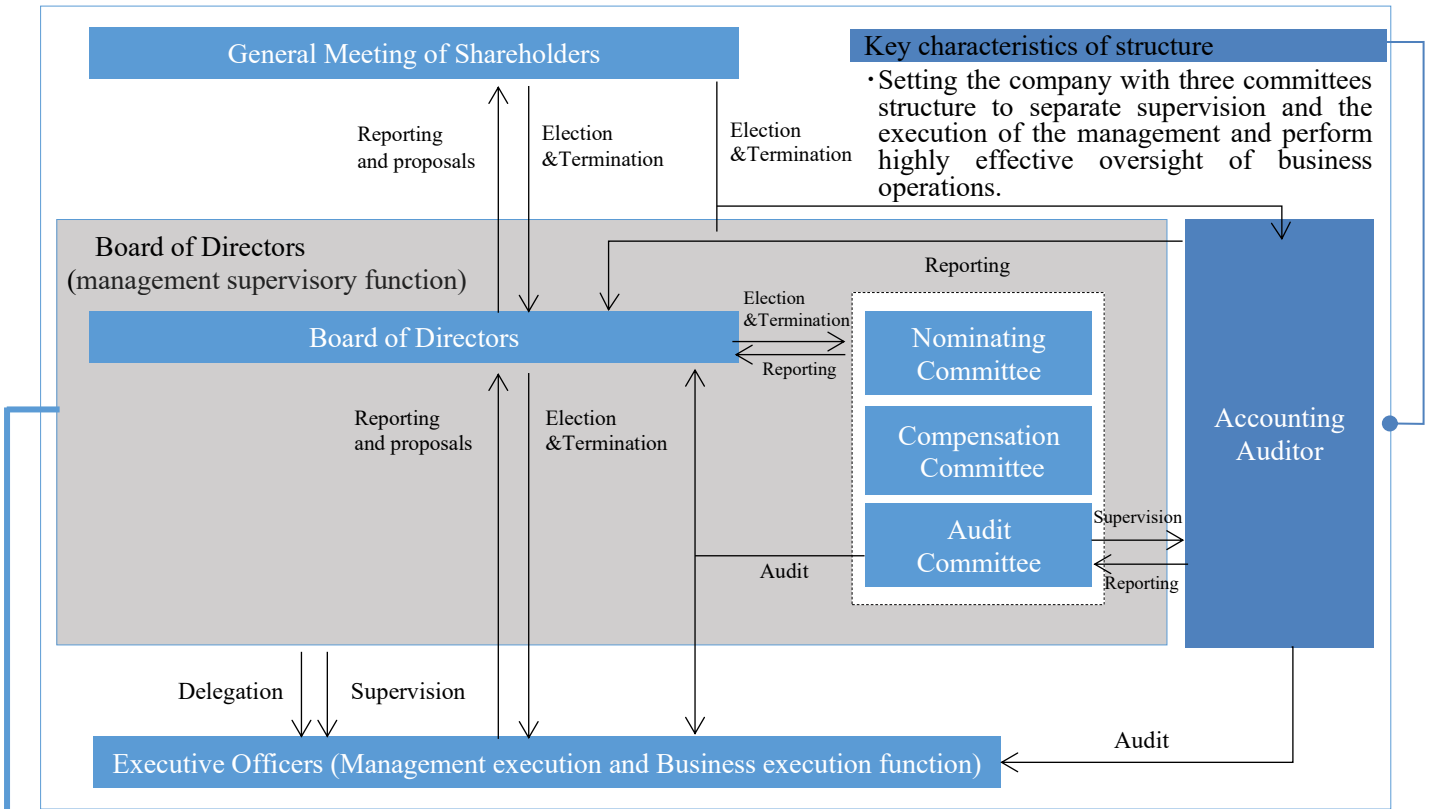 General Meeting of Shareholders
Key characteristics of structure
・Setting the company with three committees
structure to separate supervision and the
execution of the management and perform
highly effective oversight of business
operations.
Reporting
and proposals
Election
&Termination
Election
&Termination
Board of Directors
(management supervisory function)
Reporting
Board of Directors
Election
&Termination
Reporting
Nominating
Committee
Reporting
and proposals
Election
&Termination
Compensation
Committee
Accounting
Auditor
Audit
Committee
Supervision
Reporting
Audit
Delegation
Supervision
Audit
Executive Officers (Management execution and Business execution function)